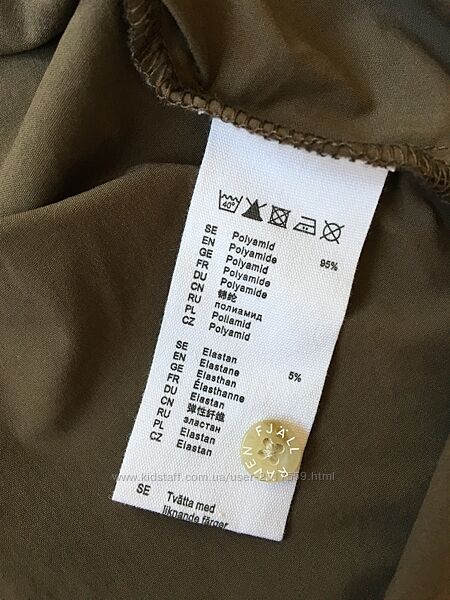 40°
SE Polyamid 95%
EN Polyamide
GE Polyamid
FR Polyamide
DU Polyamide
CN 锦纶
RU полиамид
PL Poliamid
CZ Polyamid
SE Elastan 5%
EN Elastane
GE Elasthan
FR Élasthanne
DU Elastan
CN 弹性纤维
RU эластан
PL Elastan
CZ Elastan
FJÄLL
RÄVEN
SE Tvätta med
liknande färger